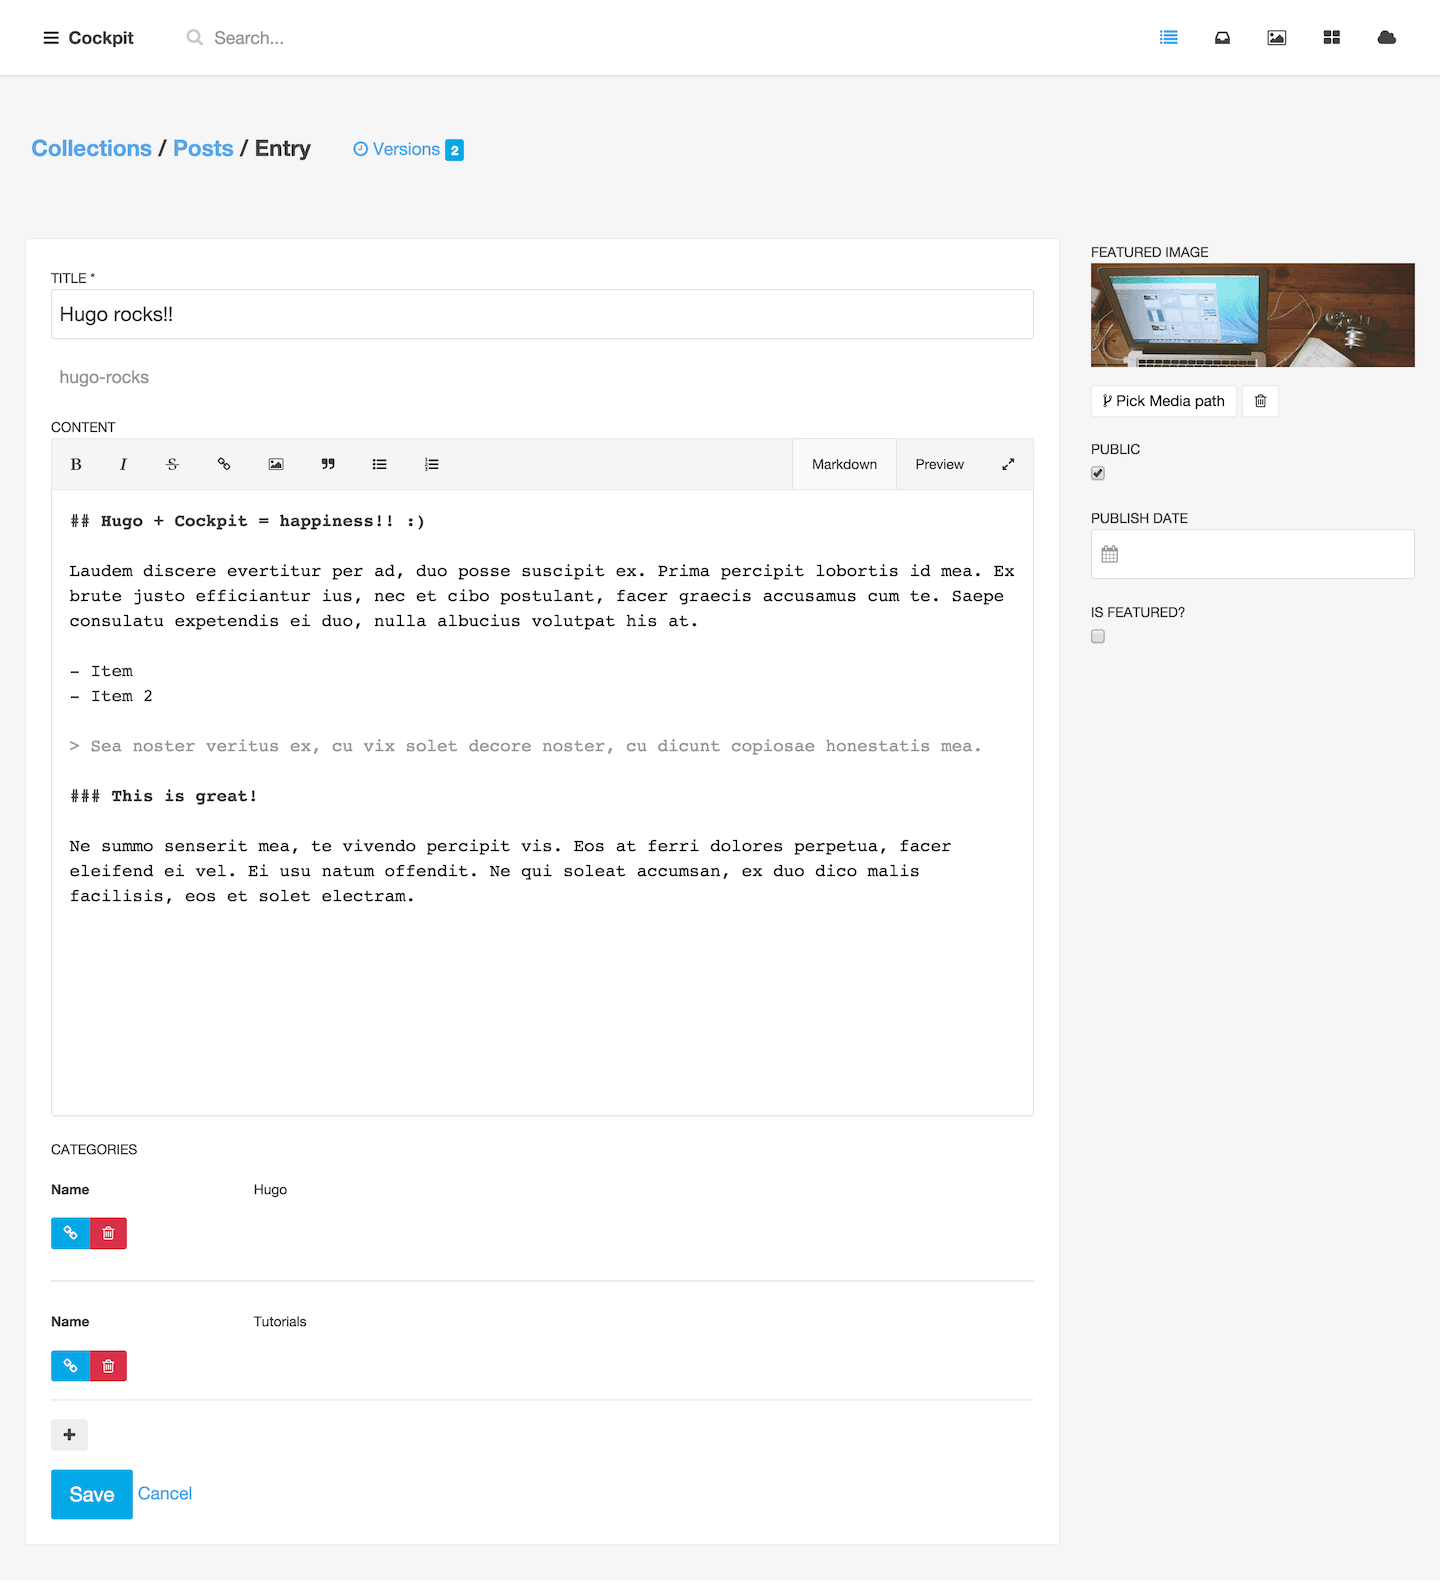 Cockpit Search...
Collections / Posts / Entry Versions 2
TITLE *
Hugo rocks!!
hugo-rocks
CONTENT
B I S Markdown Preview
## Hugo + Cockpit = happiness!! :)
Laudem discere evertitur per ad, duo posse suscipit ex. Prima percipit lobortis id mea. Ex
brute justo efficiantur ius, nec et cibo postulant, facer graecis accusamus cum te. Saepe
consulatu expetendis ei duo, nulla albucius volutpat his at.
- Item
- Item 2
> Sea noster veritus ex, cu vix solet decore noster, cu dicunt copiosae honestatis mea.
### This is great!
Ne summo senserit mea, te vivendo percipit vis. Eos at ferri dolores perpetua, facer
eleifend ei vel. Ei usu natum offendit. Ne qui soleat accumsan, ex duo dico malis
facilisis, eos et solet electram.
CATEGORIES
Name Hugo
Name Tutorials
Save Cancel
FEATURED IMAGE
Pick Media path
PUBLIC
PUBLISH DATE
IS FEATURED?